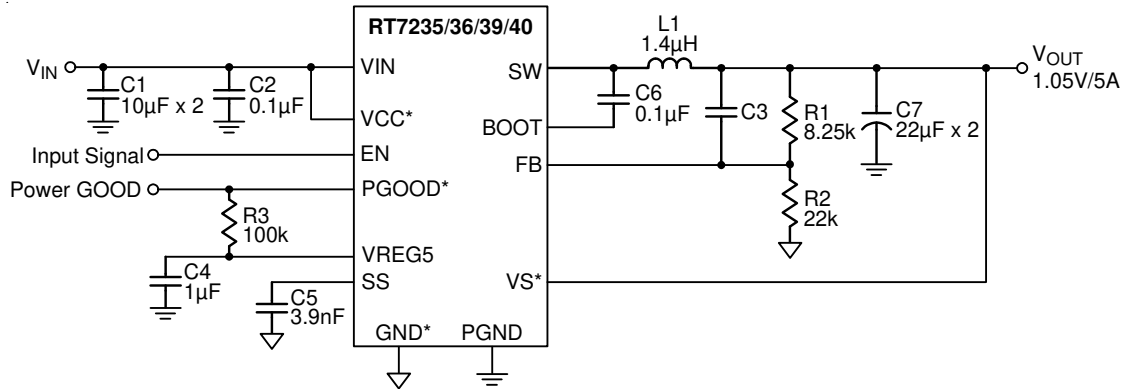 RT7235/36/39/40
VIN
VIN
C1
10µF x 2
C2
0.1µF
VCC*
Input Signal
EN
Power GOOD
PGOOD*
R3
100k
VREG5
C4
1µF
SS
C5
3.9nF
GND*
PGND
SW
L1
1.4µH
C6
0.1µF
BOOT
C3
R1
8.25k
C7
22µF x 2
VOUT
1.05V/5A
FB
R2
22k
VS*